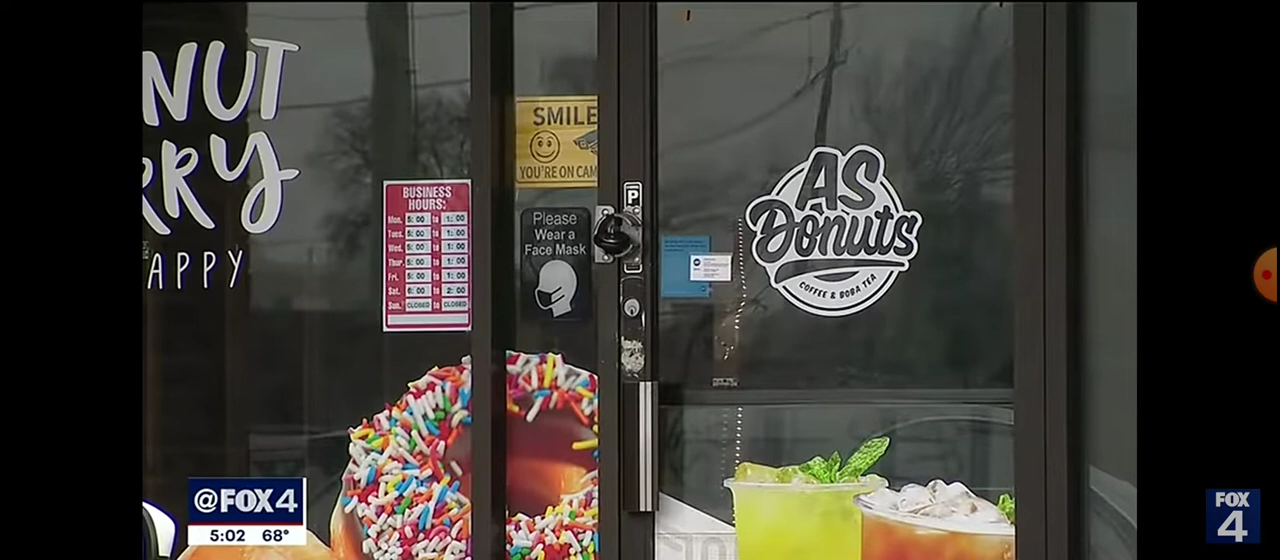 NUT
RRY
APPY
BUSINESS
HOURS:
Mon. 5:00 to 1:00
Tues. 5:00 to 1:00
Wed. 5:00 to 1:00
Thur. 5:00 to 1:00
Fri. 5:00 to 1:00
Sat. 6:00 to 2:00
Sun. CLOSED to CLOSED
SMILE
YOU'RE ON CAM
Please
Wear a
Face Mask
P
AS
Donuts
COFFEE & BOBA TEA
@FOX 4
5:02 68°
FOX
4